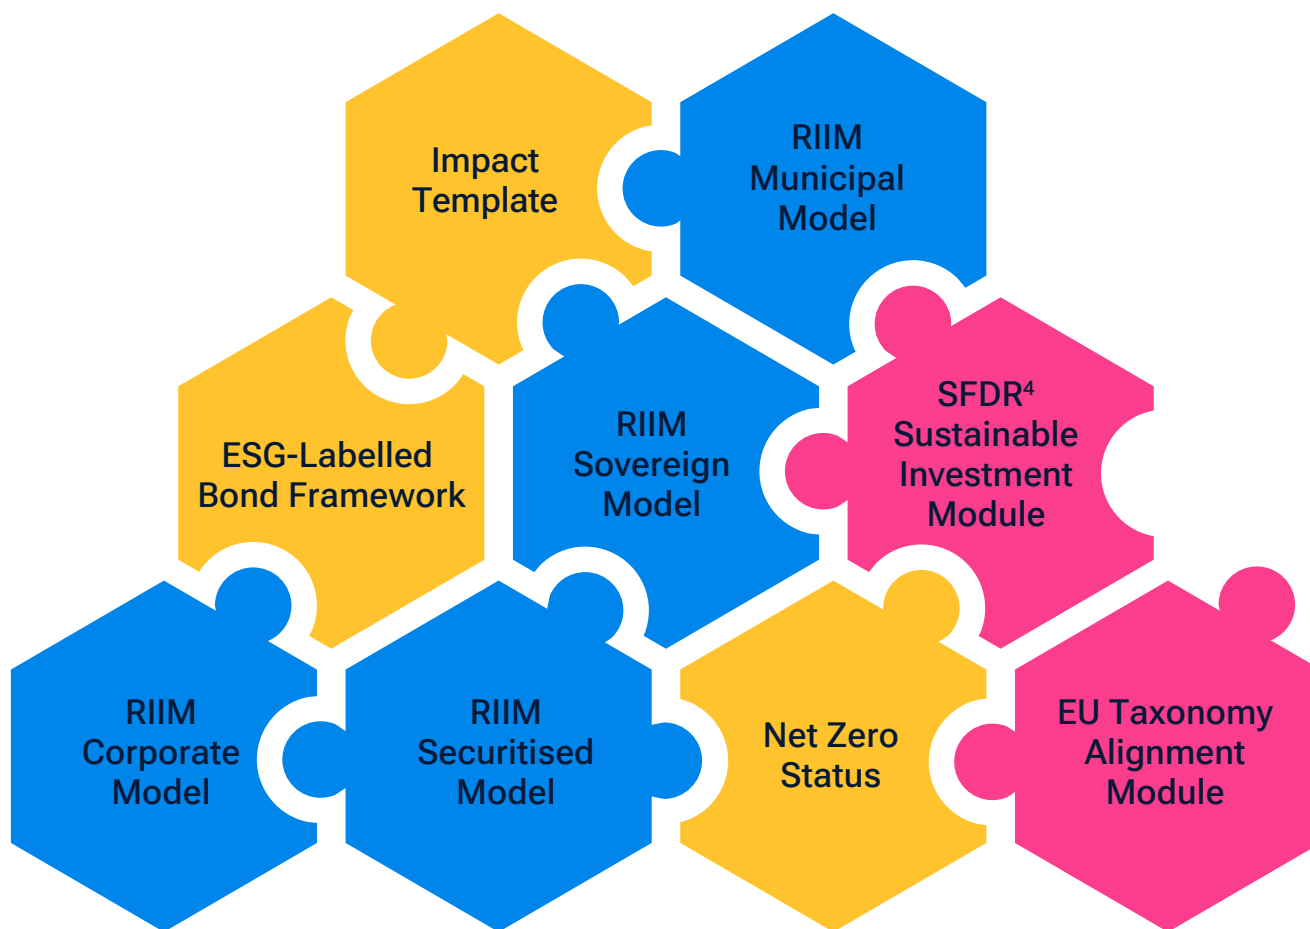 Impact
Template
RIIM
Municipal
Model
ESG-Labelled
Bond Framework
RIIM
Sovereign
Model
SFDR⁴
Sustainable
Investment
Module
RIIM
Corporate
Model
RIIM
Securitised
Model
Net Zero
Status
EU Taxonomy
Alignment
Module